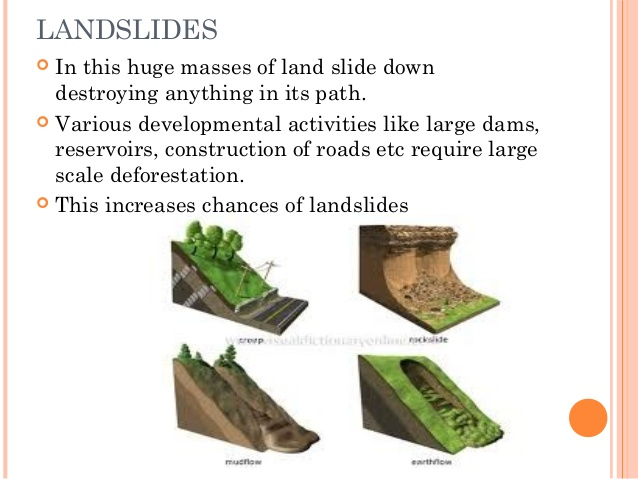 LANDSLIDES
In this huge masses of land slide down
destroying anything in its path.
Various developmental activities like large dams,
reservoirs, construction of roads etc require large
scale deforestation.
This increases chances of landslides
creep
rockslide
mudflow
earthflow